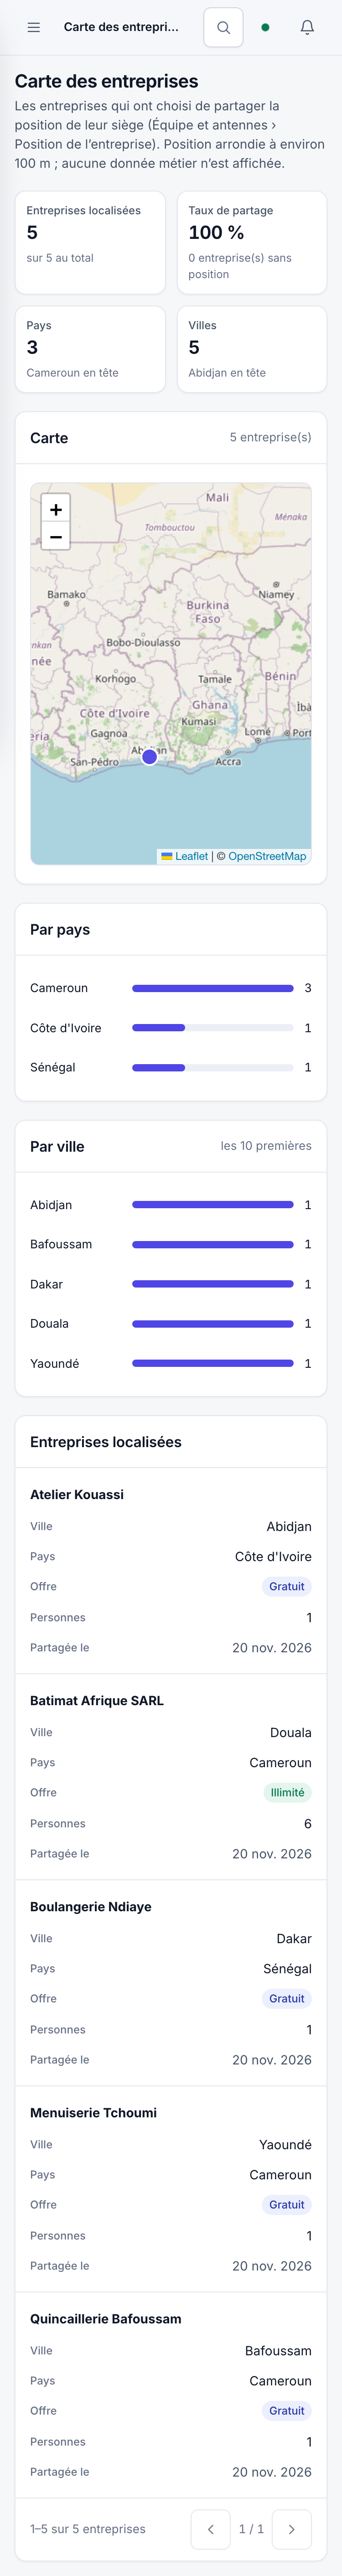 Carte des entrepri...
Carte des entreprises
Les entreprises qui ont choisi de partager la
position de leur siège (Équipe et antennes ›
Position de l’entreprise). Position arrondie à environ
100 m ; aucune donnée métier n’est affichée.
Entreprises localisées
5
sur 5 au total
Taux de partage
100 %
0 entreprise(s) sans
position
Pays
3
Cameroun en tête
Villes
5
Abidjan en tête
Carte
5 entreprise(s)
+
−
Mali
Tombouctou
Ménaka
Bamako
Niamey
Burkina
Faso
nkan
Bobo-Dioulasso
née
Korhogo
Tamale
Bénin
Côte d'Ivoire
Ghana
Gagnoa
Kumasi
eria
Lomé
Port
San-Pédro
Accra
Leaflet | © OpenStreetMap
Par pays
Cameroun 3
Côte d'Ivoire 1
Sénégal 1
Par ville
les 10 premières
Abidjan 1
Bafoussam 1
Dakar 1
Douala 1
Yaoundé 1
Entreprises localisées
Atelier Kouassi
Ville Abidjan
Pays Côte d'Ivoire
Offre Gratuit
Personnes 1
Partagée le 20 nov. 2026
Batimat Afrique SARL
Ville Douala
Pays Cameroun
Offre Illimité
Personnes 6
Partagée le 20 nov. 2026
Boulangerie Ndiaye
Ville Dakar
Pays Sénégal
Offre Gratuit
Personnes 1
Partagée le 20 nov. 2026
Menuiserie Tchoumi
Ville Yaoundé
Pays Cameroun
Offre Gratuit
Personnes 1
Partagée le 20 nov. 2026
Quincaillerie Bafoussam
Ville Bafoussam
Pays Cameroun
Offre Gratuit
Personnes 1
Partagée le 20 nov. 2026
1–5 sur 5 entreprises
1 / 1